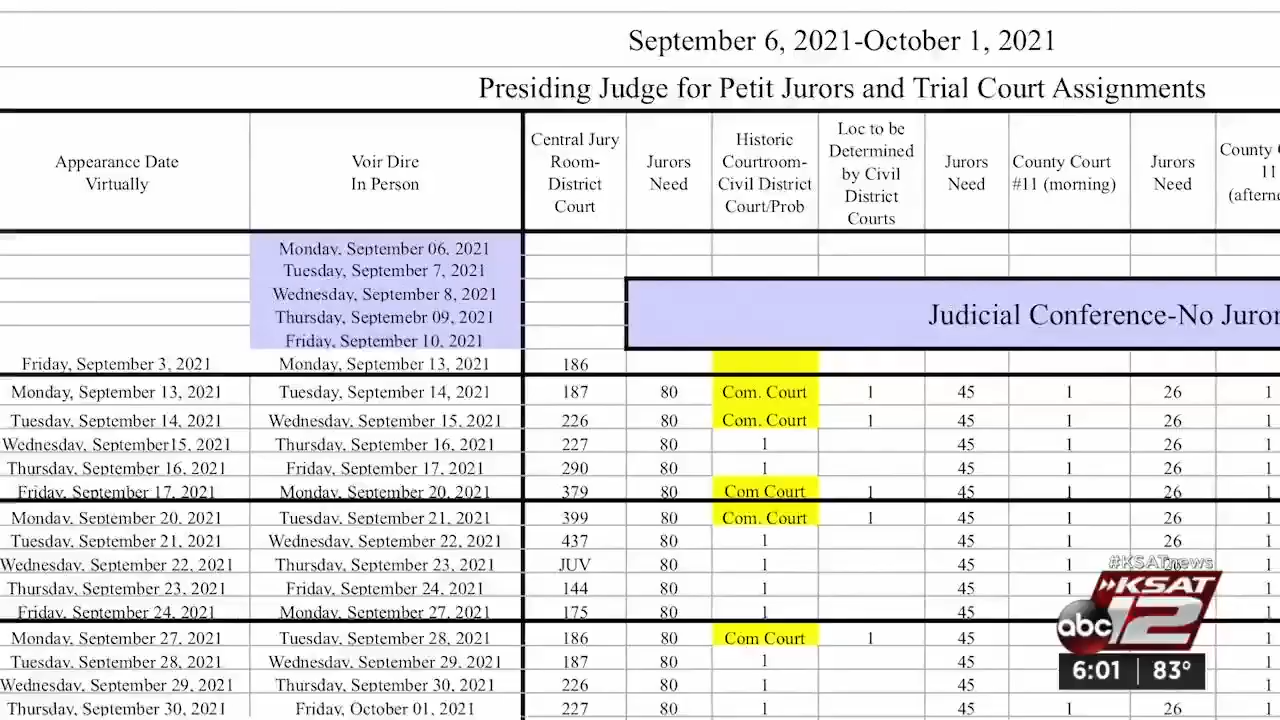 September 6, 2021-October 1, 2021
Presiding Judge for Petit Jurors and Trial Court Assignments
Appearance Date Virtually | Voir Dire In Person | Central Jury Room-District Court | Jurors Need | Historic Courtroom-Civil District Court/Prob | Loc to be Determined by Civil District Courts | Jurors Need | County Court #11 (morning) | Jurors Need | County 11
Monday, September 06, 2021
Tuesday, September 7, 2021
Wednesday, September 8, 2021
Thursday, Septemebr 09, 2021
Friday, September 10, 2021
Judicial Conference-No
Friday, September 3, 2021 Monday, September 13, 2021 186
Monday, September 13, 2021 Tuesday, September 14, 2021 187 80 Com. Court 1 45 1 26 1
Tuesday, September 14, 2021 Wednesday, September 15, 2021 226 80 Com. Court 1 45 1 26 1
Wednesday, September15, 2021 Thursday, September 16, 2021 227 80 1 45 1 26 1
Thursday, September 16, 2021 Friday, September 17, 2021 290 80 1 45 1 26 1
Friday, September 17, 2021 Monday, September 20, 2021 379 80 Com Court 1 45 1 26 1
Monday, September 20, 2021 Tuesday, September 21, 2021 399 80 Com. Court 1 45 1 26 1
Tuesday, September 21, 2021 Wednesday, September 22, 2021 437 80 1 45 1 26 1
Wednesday, September 22, 2021 Thursday, September 23, 2021 JUV 80 1 45 1 1
Thursday, September 23, 2021 Friday, September 24, 2021 144 80 1 45 1
Friday, September 24, 2021 Monday, September 27, 2021 175 80 1 45 1
Monday, September 27, 2021 Tuesday, September 28, 2021 186 80 Com Court 1 45 1
Tuesday, September 28, 2021 Wednesday, September 29, 2021 187 80 1 45 1
Wednesday, September 29, 2021 Thursday, September 30, 2021 226 80 1 45 1
Thursday, September 30, 2021 Friday, October 01, 2021 227 80 1 45 1 26 1
#KSATnews
KSAT
abc 12
6:01 83°